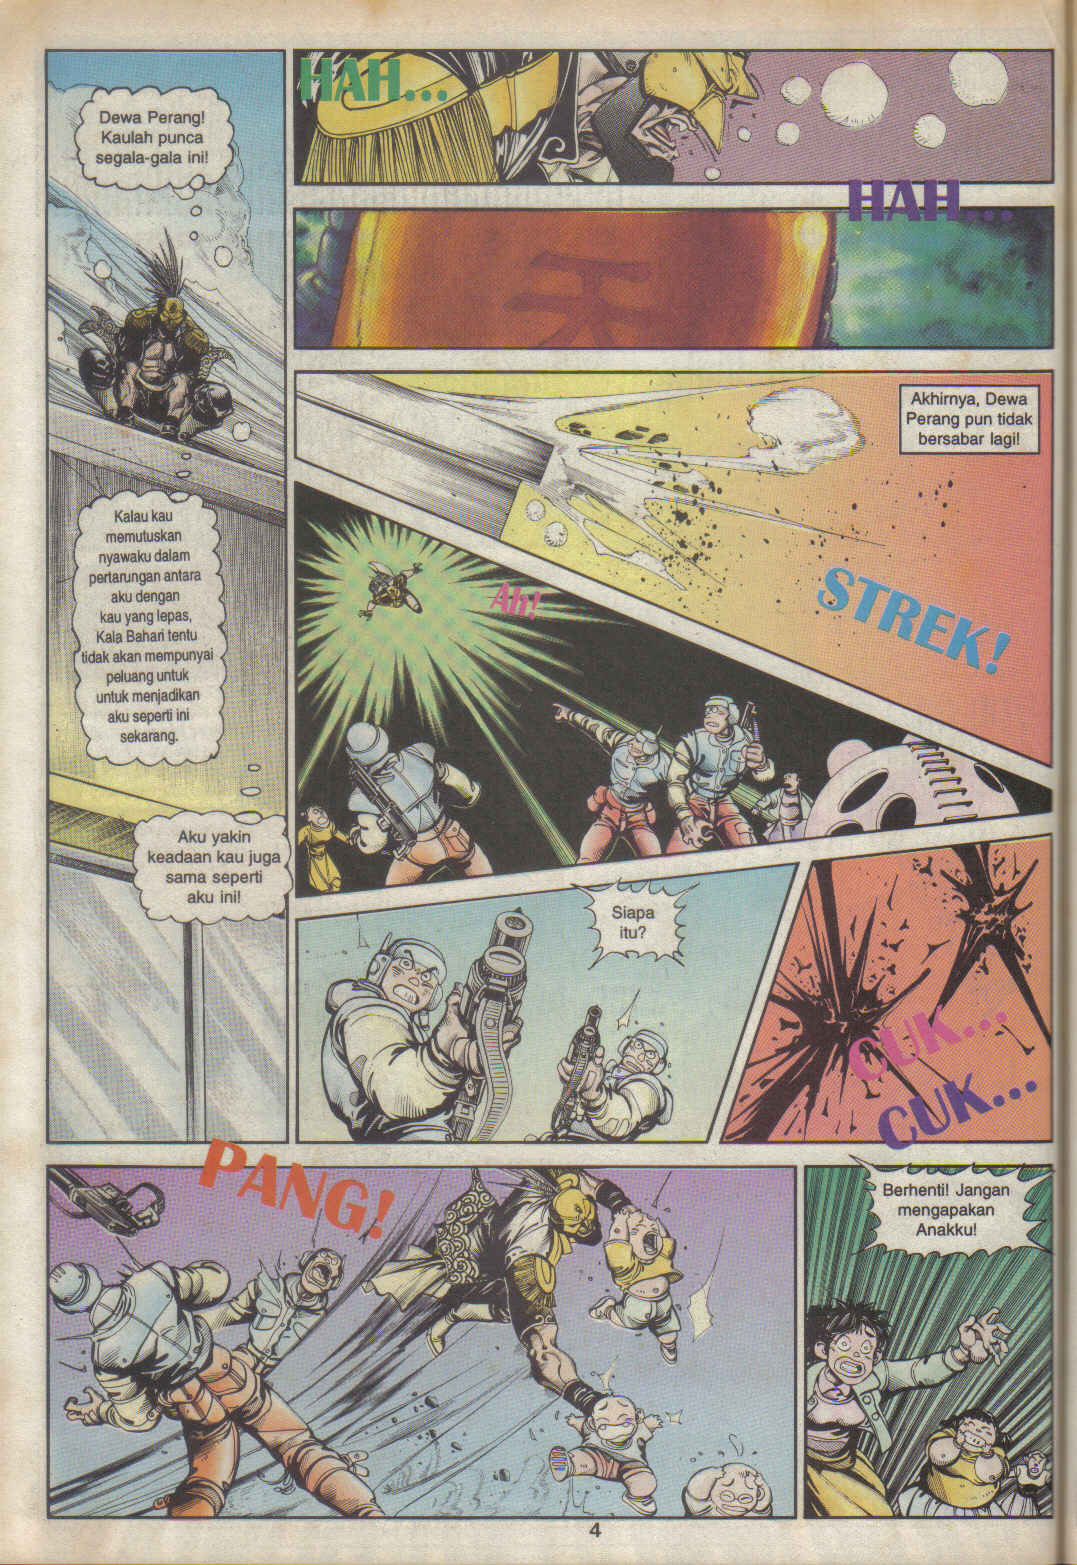 Dewa Perang!
Kaulah punca
segala-gala ini!
Kalau kau
memutuskan
nyawaku dalam
pertarungan antara
aku dengan
kau yang lepas,
Kala Bahari tentu
tidak akan mempunyai
peluang untuk
untuk menjadikan
aku seperti ini
sekarang.
Aku yakin
keadaan kau juga
sama seperti
aku ini!
HAH...
HAH...
天
Akhirnya, Dewa
Perang pun tidak
bersabar lagi!
STREK!
Ah!
Siapa
itu?
CUK...
CUK...
PANG!
Berhenti! Jangan
mengapakan
Anakku!
4